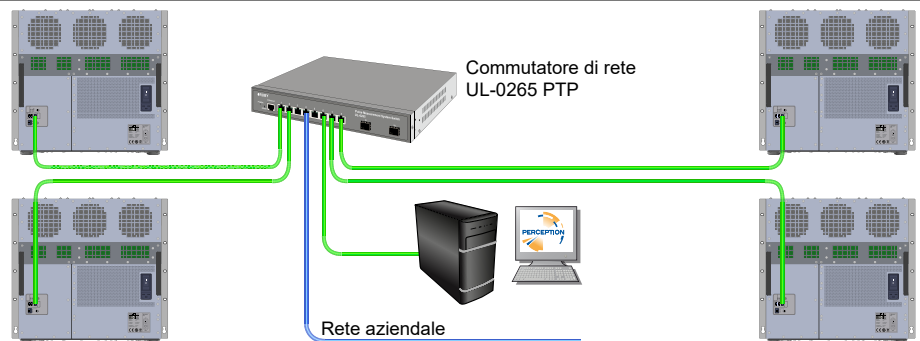 Commutatore di rete
UL-0265 PTP
PERCEPTION
Rete aziendale